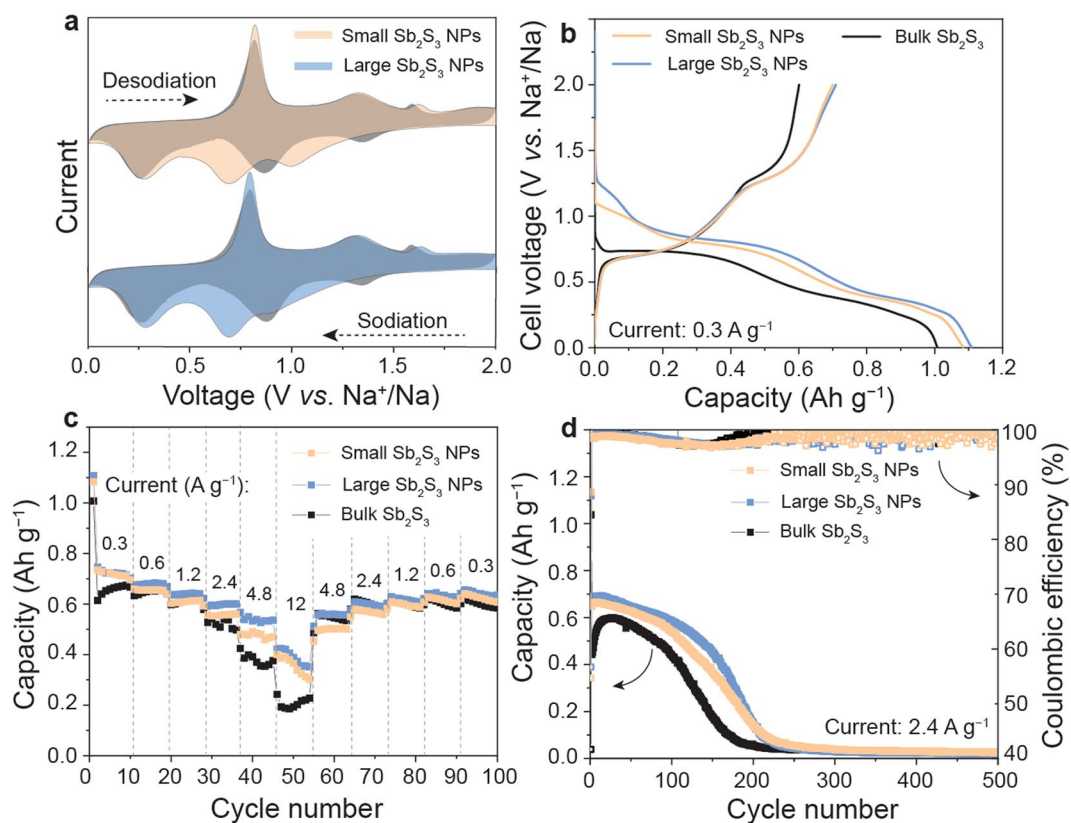 a
Small Sb₂S₃ NPs
Large Sb₂S₃ NPs
Desodiation
Sodiation
Current
0.0 0.5 1.0 1.5 2.0
Voltage (V vs. Na⁺/Na)
b
Small Sb₂S₃ NPs
Bulk Sb₂S₃
Large Sb₂S₃ NPs
Cell voltage (V vs. Na⁺/Na)
2.0
1.5
1.0
0.5
0.0
Current: 0.3 A g⁻¹
0.0 0.2 0.4 0.6 0.8 1.0 1.2
Capacity (Ah g⁻¹)
c
Small Sb₂S₃ NPs
Current (A g⁻¹):
Large Sb₂S₃ NPs
Bulk Sb₂S₃
0.3 0.6 1.2 2.4 4.8 12 4.8 2.4 1.2 0.6 0.3
Capacity (Ah g⁻¹)
1.2
1.0
0.8
0.6
0.4
0.2
0.0
0 10 20 30 40 50 60 70 80 90 100
Cycle number
d
Small Sb₂S₃ NPs
Large Sb₂S₃ NPs
Bulk Sb₂S₃
Capacity (Ah g⁻¹)
1.2
1.0
0.8
0.6
0.4
0.2
0.0
Current: 2.4 A g⁻¹
0 100 200 300 400 500
Cycle number
100
90
80
70
60
50
40
Coulombic efficiency (%)